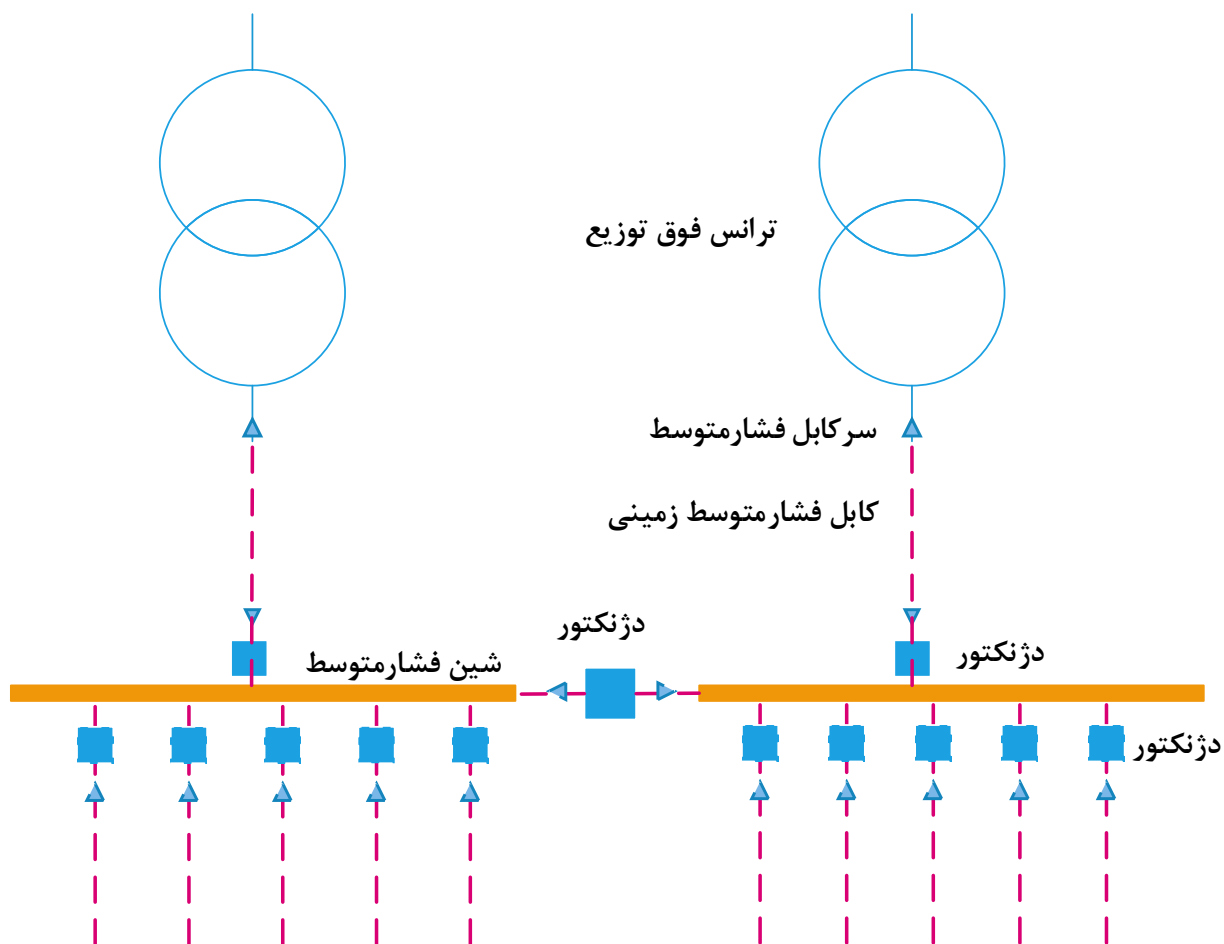 ترانس فوق توزیع
سرکابل فشارمتوسط
کابل فشارمتوسط زمینی
دژنکتور
دژنکتور
شین فشارمتوسط
دژنکتور